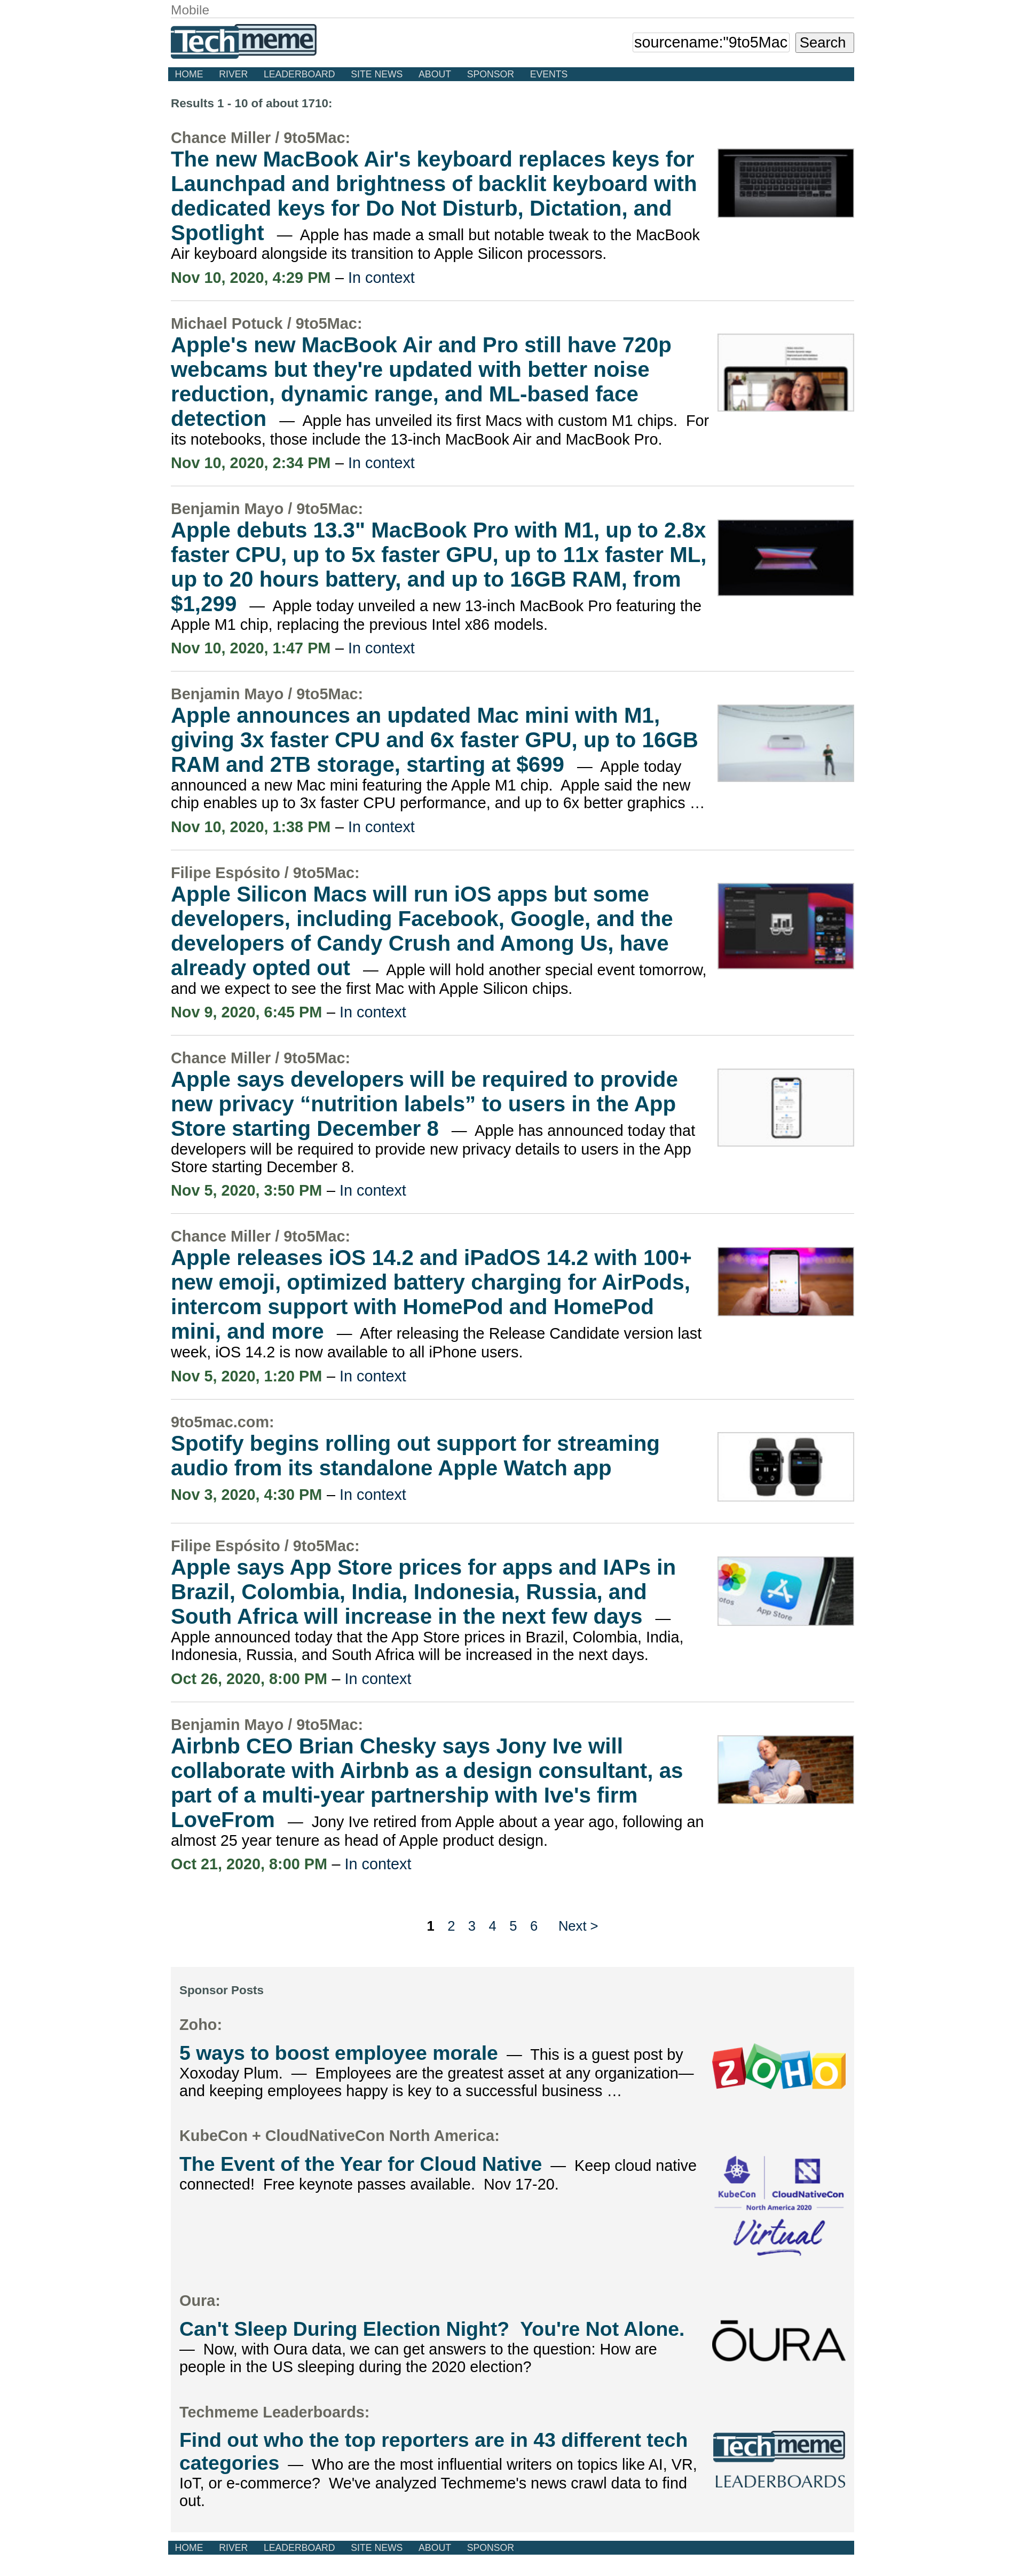 Mobile
Techmeme
sourcename:"9to5Mac
Search
HOME RIVER LEADERBOARD SITE NEWS ABOUT SPONSOR EVENTS
Results 1 - 10 of about 1710:
Chance Miller / 9to5Mac:
The new MacBook Air's keyboard replaces keys for
Launchpad and brightness of backlit keyboard with
dedicated keys for Do Not Disturb, Dictation, and
Spotlight — Apple has made a small but notable tweak to the MacBook
Air keyboard alongside its transition to Apple Silicon processors.
Nov 10, 2020, 4:29 PM – In context
Michael Potuck / 9to5Mac:
Apple's new MacBook Air and Pro still have 720p
webcams but they're updated with better noise
reduction, dynamic range, and ML-based face
detection — Apple has unveiled its first Macs with custom M1 chips. For
its notebooks, those include the 13-inch MacBook Air and MacBook Pro.
Nov 10, 2020, 2:34 PM – In context
Benjamin Mayo / 9to5Mac:
Apple debuts 13.3" MacBook Pro with M1, up to 2.8x
faster CPU, up to 5x faster GPU, up to 11x faster ML,
up to 20 hours battery, and up to 16GB RAM, from
$1,299 — Apple today unveiled a new 13-inch MacBook Pro featuring the
Apple M1 chip, replacing the previous Intel x86 models.
Nov 10, 2020, 1:47 PM – In context
Benjamin Mayo / 9to5Mac:
Apple announces an updated Mac mini with M1,
giving 3x faster CPU and 6x faster GPU, up to 16GB
RAM and 2TB storage, starting at $699 — Apple today
announced a new Mac mini featuring the Apple M1 chip. Apple said the new
chip enables up to 3x faster CPU performance, and up to 6x better graphics …
Nov 10, 2020, 1:38 PM – In context
Filipe Espósito / 9to5Mac:
Apple Silicon Macs will run iOS apps but some
developers, including Facebook, Google, and the
developers of Candy Crush and Among Us, have
already opted out — Apple will hold another special event tomorrow,
and we expect to see the first Mac with Apple Silicon chips.
Nov 9, 2020, 6:45 PM – In context
Chance Miller / 9to5Mac:
Apple says developers will be required to provide
new privacy “nutrition labels” to users in the App
Store starting December 8 — Apple has announced today that
developers will be required to provide new privacy details to users in the App
Store starting December 8.
Nov 5, 2020, 3:50 PM – In context
Chance Miller / 9to5Mac:
Apple releases iOS 14.2 and iPadOS 14.2 with 100+
new emoji, optimized battery charging for AirPods,
intercom support with HomePod and HomePod
mini, and more — After releasing the Release Candidate version last
week, iOS 14.2 is now available to all iPhone users.
Nov 5, 2020, 1:20 PM – In context
9to5mac.com:
Spotify begins rolling out support for streaming
audio from its standalone Apple Watch app
Nov 3, 2020, 4:30 PM – In context
Filipe Espósito / 9to5Mac:
Apple says App Store prices for apps and IAPs in
Brazil, Colombia, India, Indonesia, Russia, and
South Africa will increase in the next few days —
Apple announced today that the App Store prices in Brazil, Colombia, India,
Indonesia, Russia, and South Africa will be increased in the next days.
Oct 26, 2020, 8:00 PM – In context
otos
App Store
Benjamin Mayo / 9to5Mac:
Airbnb CEO Brian Chesky says Jony Ive will
collaborate with Airbnb as a design consultant, as
part of a multi-year partnership with Ive's firm
LoveFrom — Jony Ive retired from Apple about a year ago, following an
almost 25 year tenure as head of Apple product design.
Oct 21, 2020, 8:00 PM – In context
1 2 3 4 5 6 Next >
Sponsor Posts
Zoho:
5 ways to boost employee morale — This is a guest post by
Xoxoday Plum. — Employees are the greatest asset at any organization—
and keeping employees happy is key to a successful business …
ZOHO
KubeCon + CloudNativeCon North America:
The Event of the Year for Cloud Native — Keep cloud native
connected! Free keynote passes available. Nov 17-20.
KubeCon CloudNativeCon
North America 2020
Virtual
Oura:
Can't Sleep During Election Night? You're Not Alone.
— Now, with Oura data, we can get answers to the question: How are
people in the US sleeping during the 2020 election?
ŌURA
Techmeme Leaderboards:
Find out who the top reporters are in 43 different tech
categories — Who are the most influential writers on topics like AI, VR,
IoT, or e-commerce? We've analyzed Techmeme's news crawl data to find
out.
Techmeme
LEADERBOARDS
HOME RIVER LEADERBOARD SITE NEWS ABOUT SPONSOR